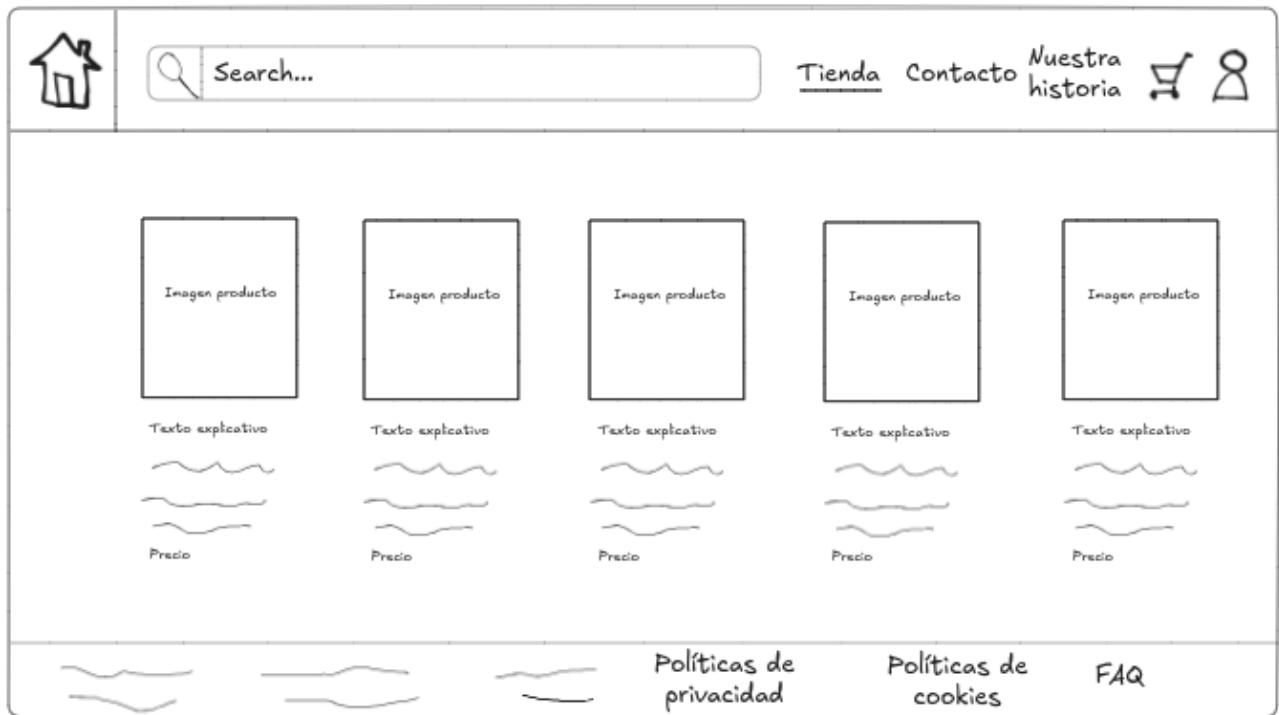 Search...
Tienda
Contacto
Nuestra
historia
Imagen producto
Imagen producto
Imagen producto
Imagen producto
Imagen producto
Texto explicativo
Texto explicativo
Texto explicativo
Texto explicativo
Texto explicativo
Precio
Precio
Precio
Precio
Precio
Políticas de
privacidad
Políticas de
cookies
FAQ